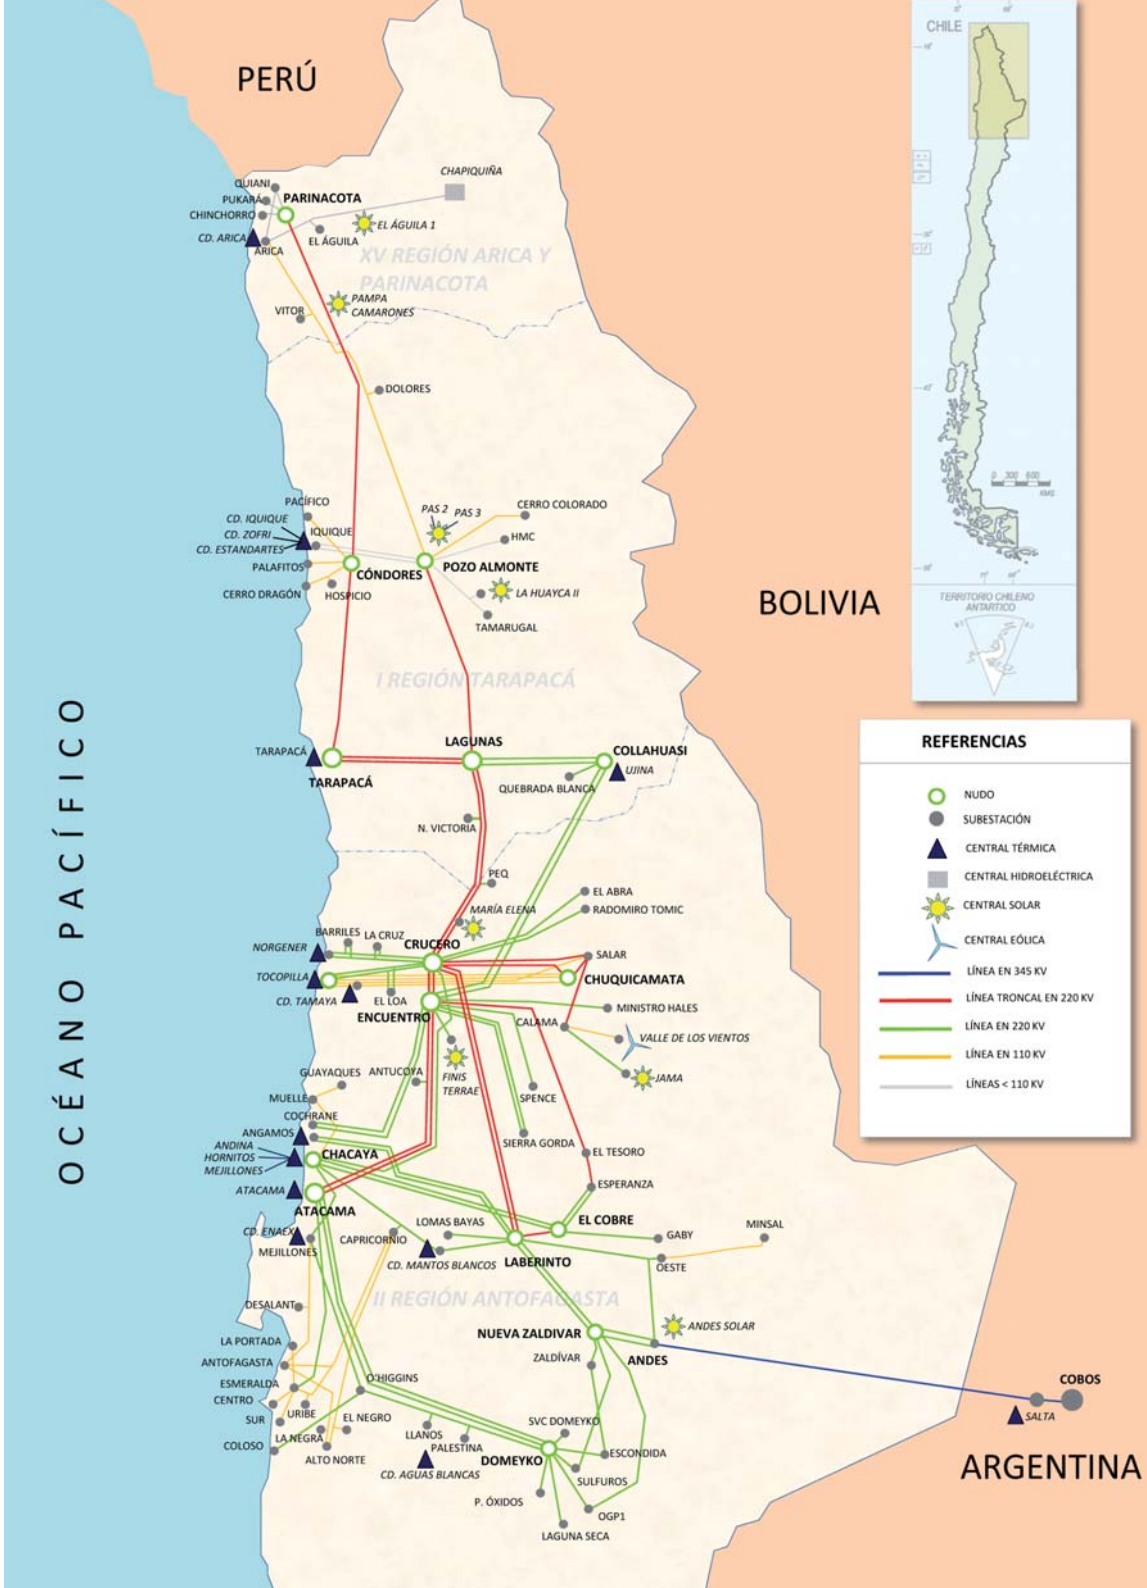 PERÚ
CHILE
CHAPIQUIÑA
QUIANI
PUKARÁ
PARINACOTA
CHINCHORRO
CD. ARICA
ARICA
EL ÁGUILA
EL ÁGUILA 1
XV REGIÓN ARICA Y
PARINACOTA
PAMPA
CAMARONES
VITOR
DOLORES
PACÍFICO
CD. IQUIQUE
CD. ZOFRI
CD. ESTANDARTES
IQUIQUE
PALAFITOS
CERRO DRAGÓN
HOSPICIO
CÓNDORES
PAS 2
PAS 3
CERRO COLORADO
HMC
POZO ALMONTE
LA HUAYCA II
TAMARUGAL
BOLIVIA
0 300 600
KMS
TERRITORIO CHILENO
ANTARTICO
I REGIÓN TARAPACÁ
OCÉANO PACÍFICO
TARAPACÁ
TARAPACÁ
LAGUNAS
COLLAHUASI
UJINA
QUEBRADA BLANCA
N. VICTORIA
REFERENCIAS
NUDO
SUBESTACIÓN
CENTRAL TÉRMICA
CENTRAL HIDROELÉCTRICA
CENTRAL SOLAR
CENTRAL EÓLICA
LÍNEA EN 345 KV
LÍNEA TRONCAL EN 220 KV
LÍNEA EN 220 KV
LÍNEA EN 110 KV
LÍNEAS < 110 KV
PEQ
MARÍA ELENA
EL ABRA
RADOMIRO TOMIC
BARRILES
LA CRUZ
NORGENER
CRUCERO
SALAR
TOCOPILLA
CHUQUICAMATA
CD. TAMAYA
EL LOA
ENCUENTRO
MINISTRO HALES
CALAMA
VALLE DE LOS VIENTOS
GUAYAQUES
ANTUCOYA
FINIS
TERRAE
JAMA
MUELLE
SPENCE
COCHRANE
ANGAMOS
SIERRA GORDA
ANDINA
HORNITOS
MEJILLONES
CHACAYA
EL TESORO
ATACAMA
ATACAMA
ESPERANZA
CD. ENAEX
MEJILLONES
CAPRICORNIO
LOMAS BAYAS
EL COBRE
GABY
MINSAL
CD. MANTOS BLANCOS
LABERINTO
OESTE
II REGIÓN ANTOFAGASTA
DESALANT
NUEVA ZALDIVAR
ANDES SOLAR
LA PORTADA
ANTOFAGASTA
ZALDÍVAR
ANDES
ESMERALDA
O'HIGGINS
COBOS
CENTRO
SUR
URIBE
EL NEGRO
SALTA
LA NEGRA
LLANOS
SVC DOMEYKO
COLOSO
ALTO NORTE
PALESTINA
DOMEYKO
ESCONDIDA
CD. AGUAS BLANCAS
SULFUROS
ARGENTINA
P. ÓXIDOS
OGP1
LAGUNA SECA